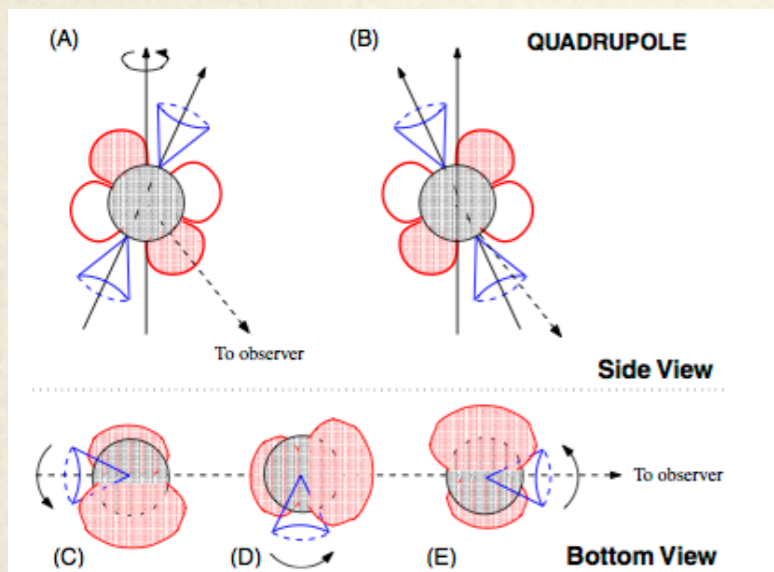 (A)
(B)
QUADRUPOLE
To observer
Side View
To observer
(C)
(D)
(E)
Bottom View